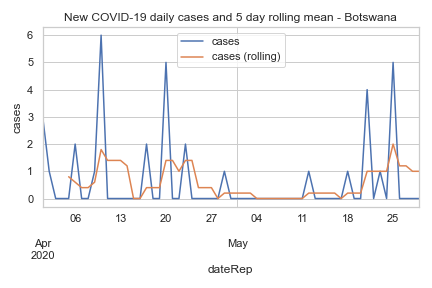 New COVID-19 daily cases and 5 day rolling mean - Botswana
cases
cases (rolling)
6
5
4
3
2
1
0
cases
06 13 20 27 04 11 18 25
Apr May
2020
dateRep